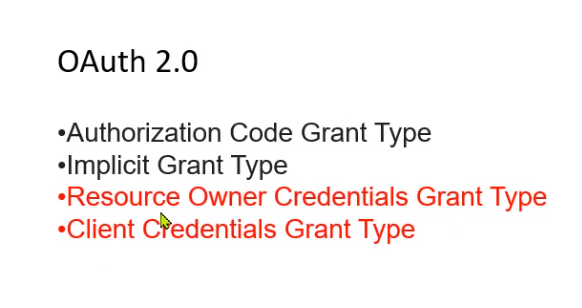 OAuth 2.0
•Authorization Code Grant Type
•Implicit Grant Type
•Resource Owner Credentials Grant Type
•Client Credentials Grant Type